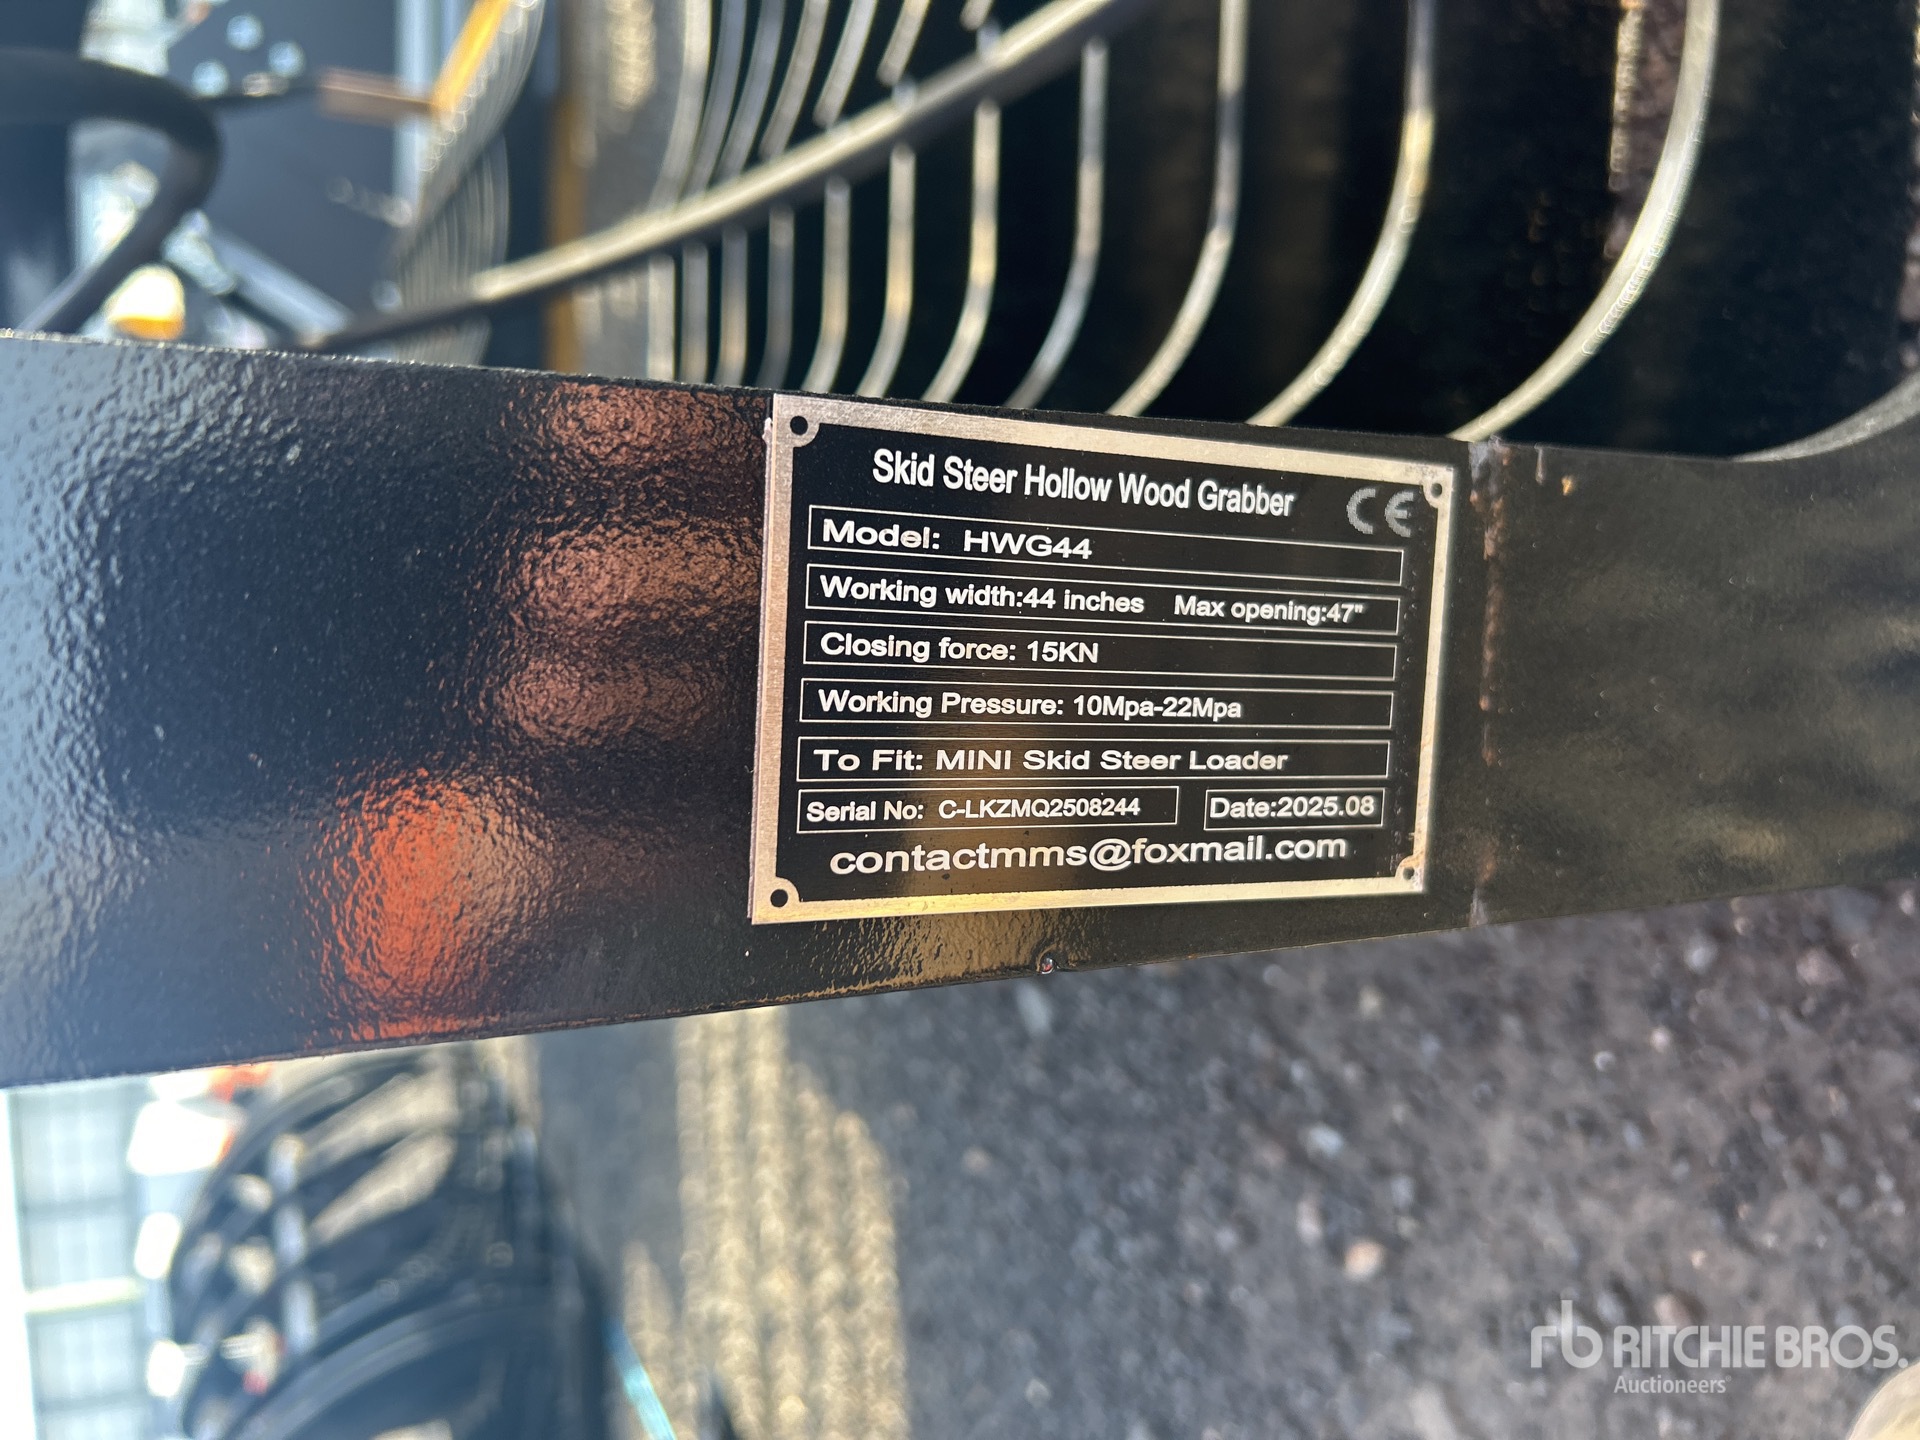 Skid Steer Hollow Wood Grabber CE
Model: HWG44
Working width:44 inches Max opening:47"
Closing force: 15KN
Working Pressure: 10Mpa-22Mpa
To Fit: MINI Skid Steer Loader
Serial No: C-LKZMQ2508244 Date:2025.08
contactmms@foxmail.com
rb RITCHIE BROS.
Auctioneers